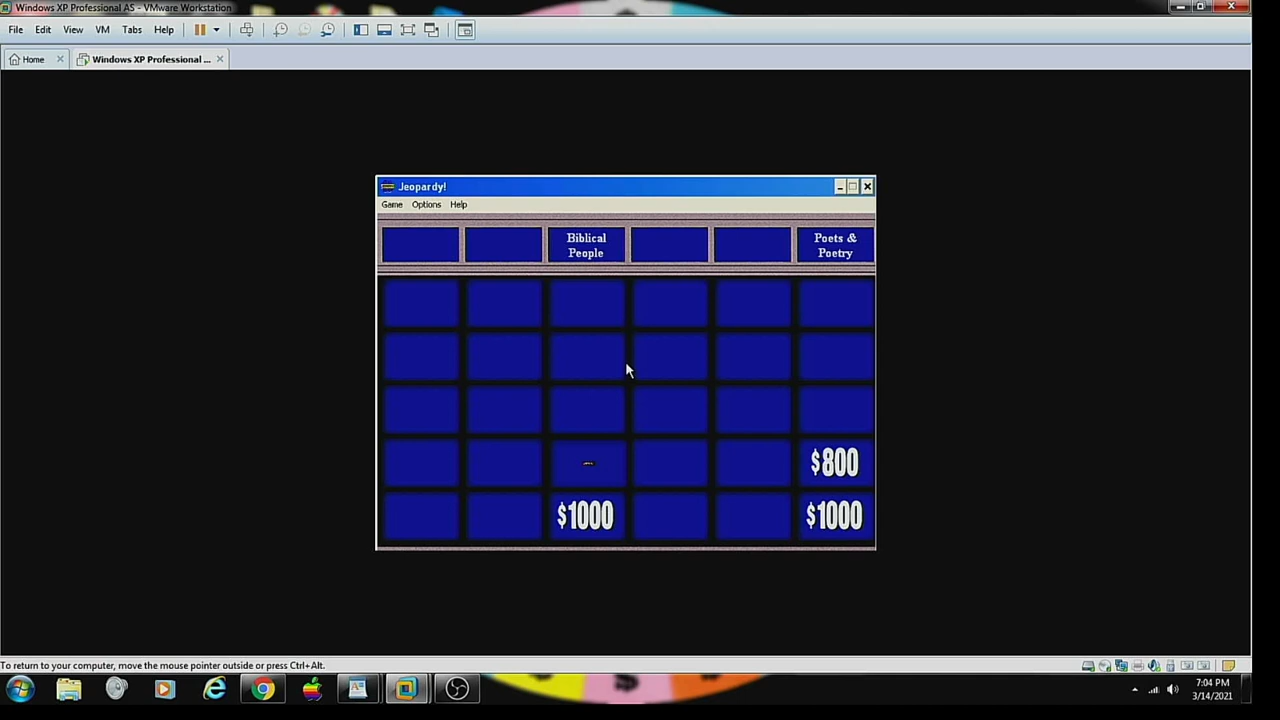 Windows XP Professional AS - VMware Workstation
File Edit View VM Tabs Help
Home
Windows XP Professional ...
Jeopardy!
Game Options Help
Biblical
People
Poets &
Poetry
$800
$1000
$1000
To return to your computer, move the mouse pointer outside or press Ctrl+Alt.
7:04 PM
3/14/2021